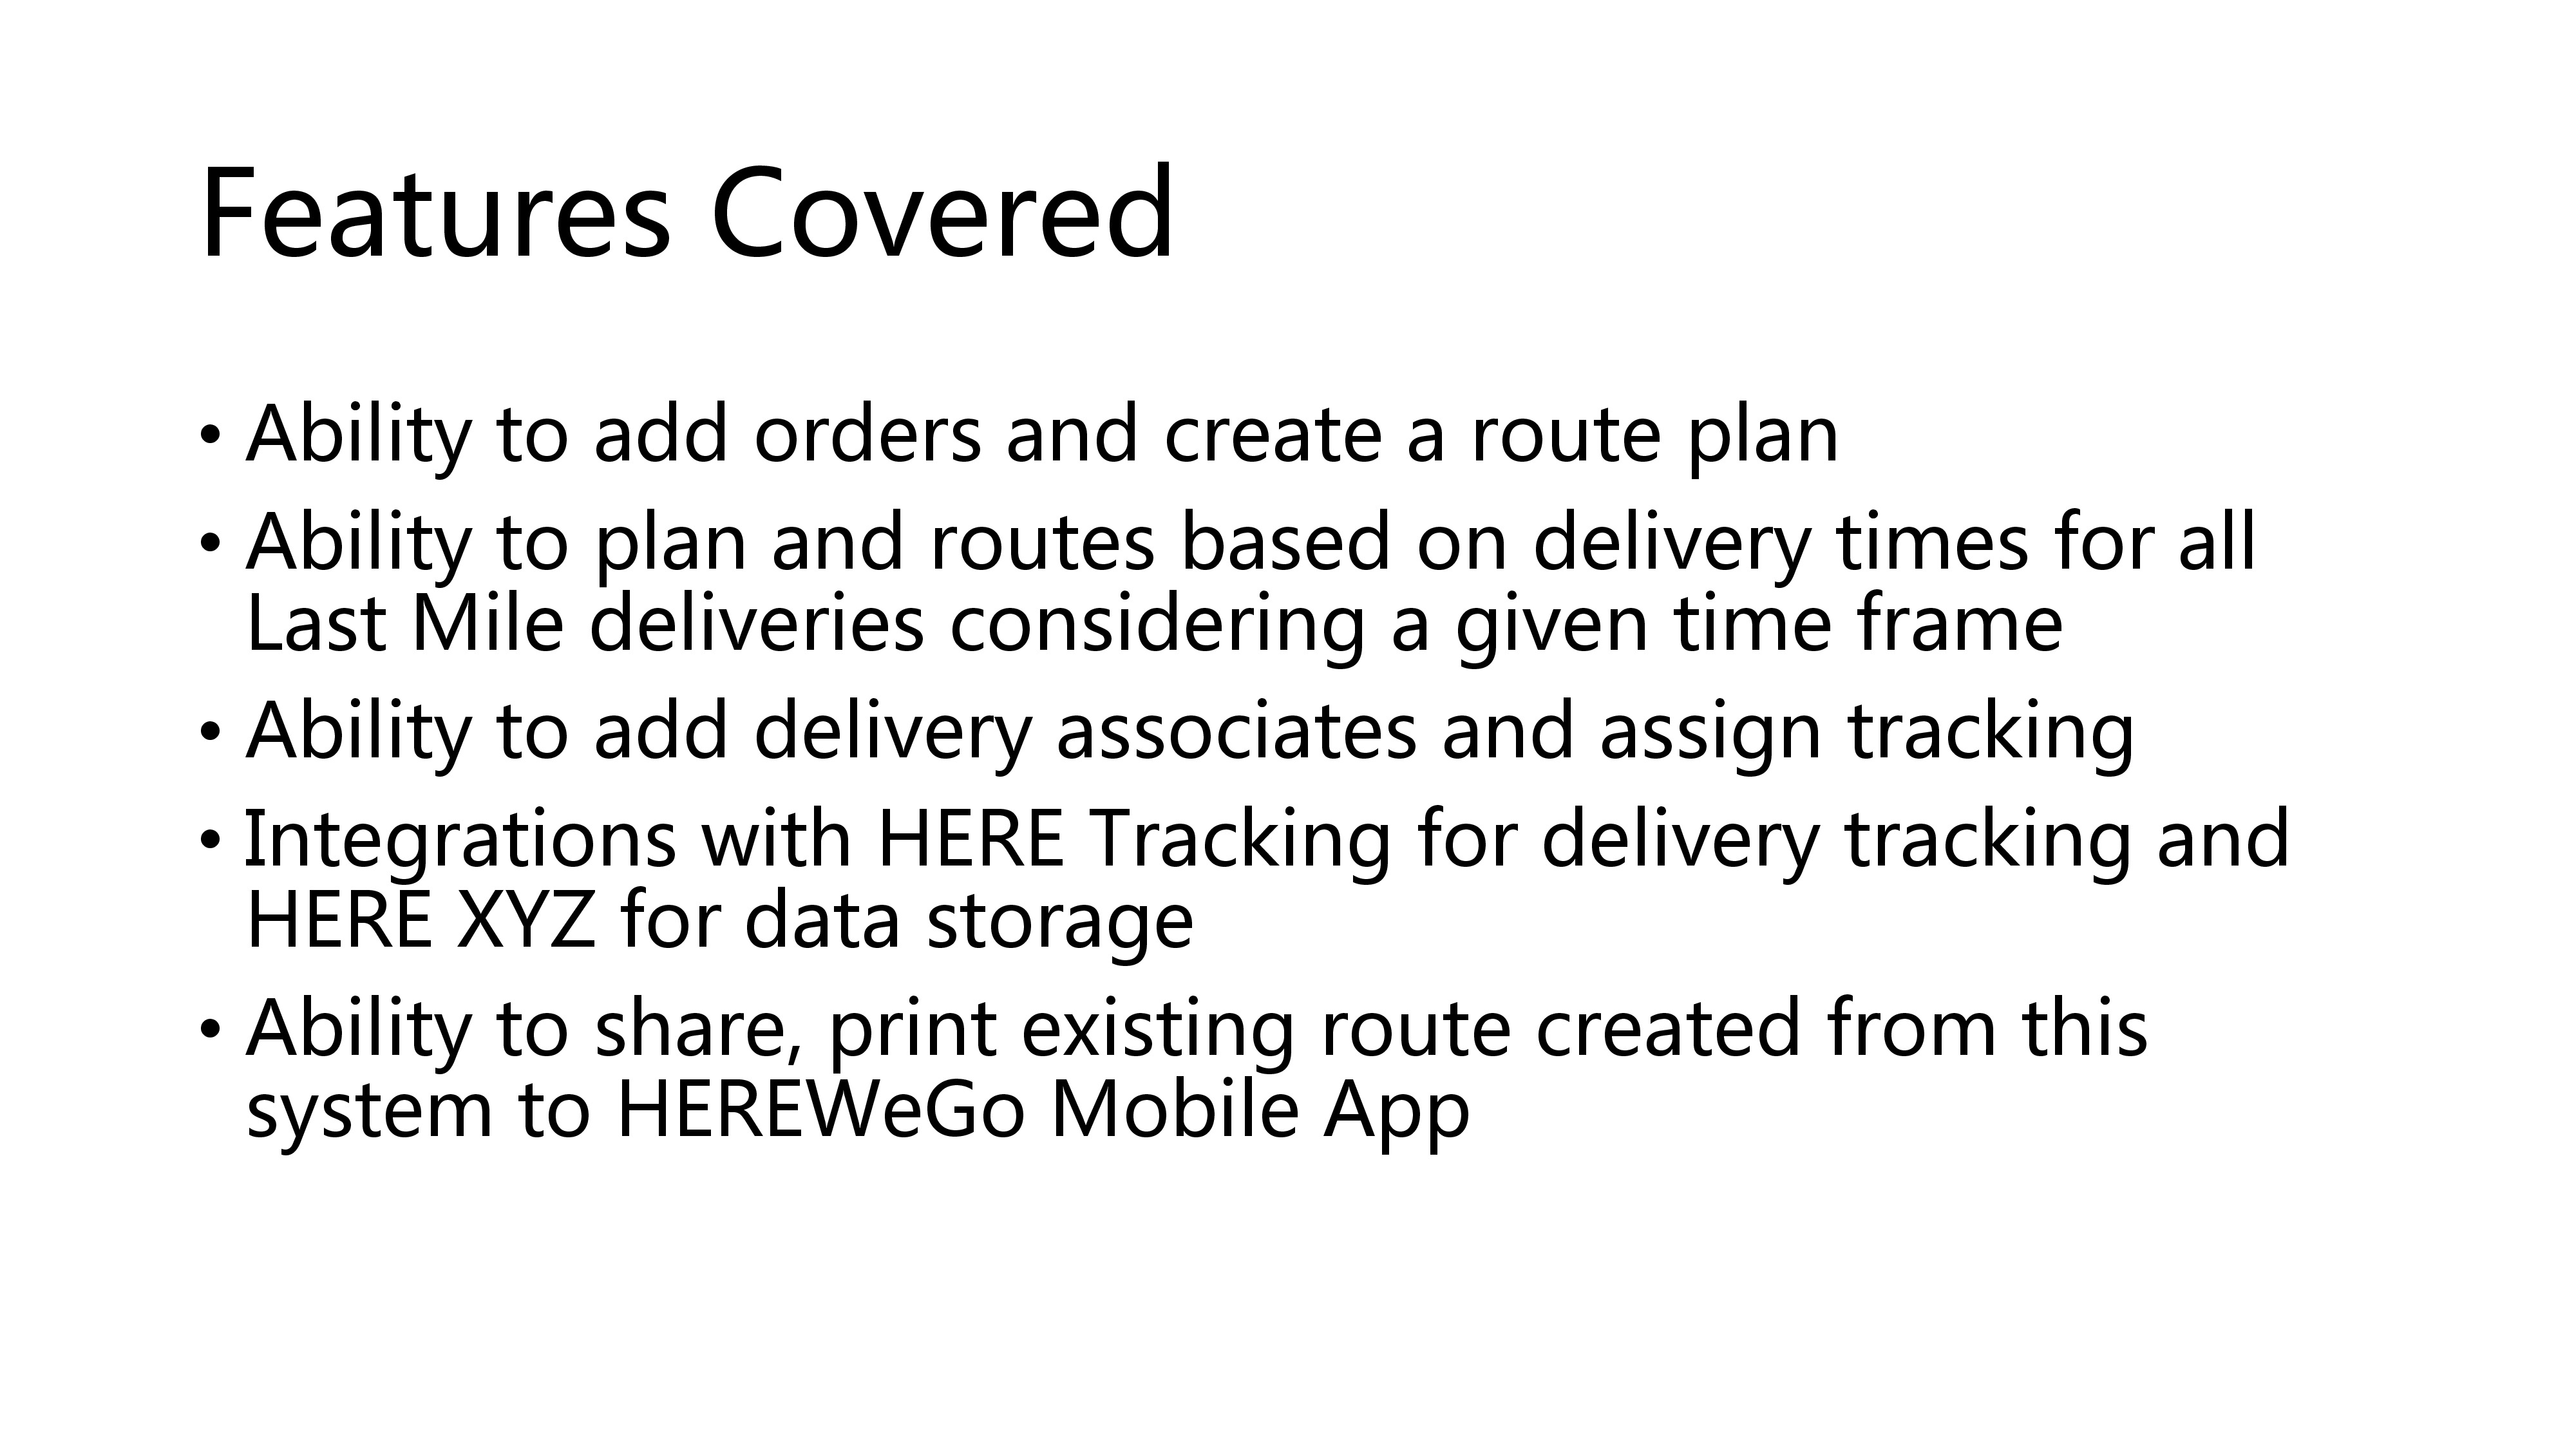 Features Covered
• Ability to add orders and create a route plan
• Ability to plan and routes based on delivery times for all
Last Mile deliveries considering a given time frame
• Ability to add delivery associates and assign tracking
• Integrations with HERE Tracking for delivery tracking and
HERE XYZ for data storage
• Ability to share, print existing route created from this
system to HEREWeGo Mobile App